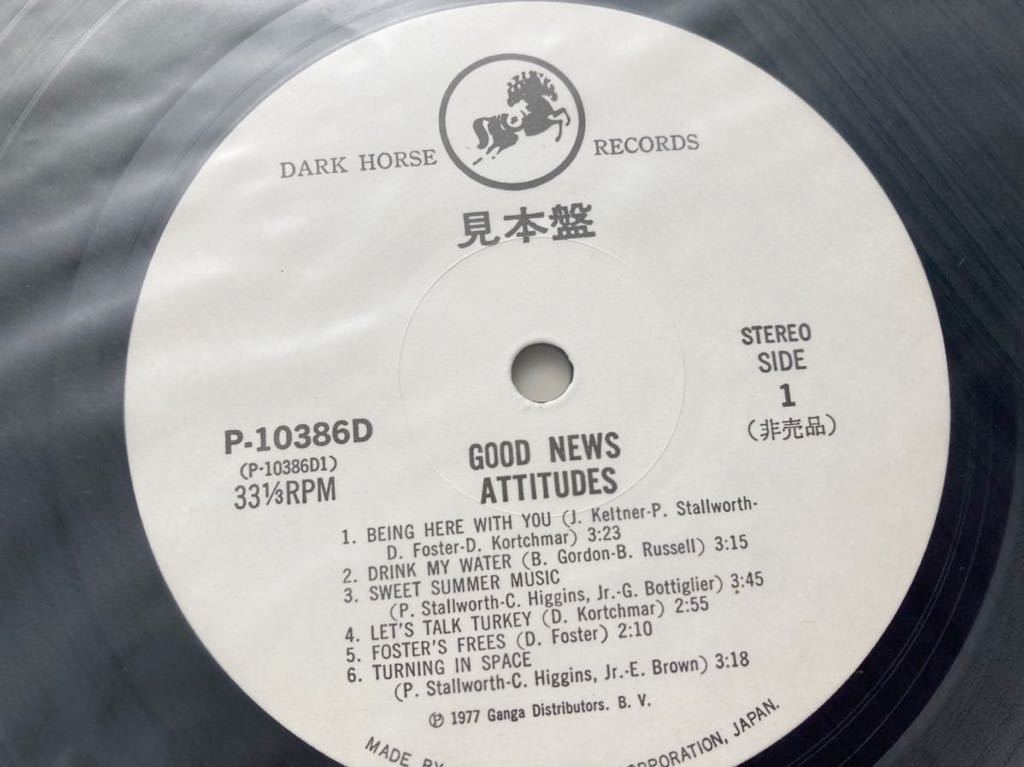 DARK HORSE RECORDS
見本盤
STEREO
SIDE
1
(非売品)
P-10386D
(P-10386D1)
33⅓RPM
GOOD NEWS
ATTITUDES
1. BEING HERE WITH YOU (J. Keltner-P. Stallworth-
D. Foster-D. Kortchmar) 3:23
2. DRINK MY WATER (B. Gordon-B. Russell) 3:15
3. SWEET SUMMER MUSIC
(P. Stallworth-C. Higgins, Jr.-G. Bottiglier) 3:45
4. LET'S TALK TURKEY (D. Kortchmar) 2:55
5. FOSTER'S FREES (D. Foster) 2:10
6. TURNING IN SPACE
(P. Stallworth-C. Higgins, Jr.-E. Brown) 3:18
℗ 1977 Ganga Distributors. B. V.
MADE BY RPORATION, JAPAN.